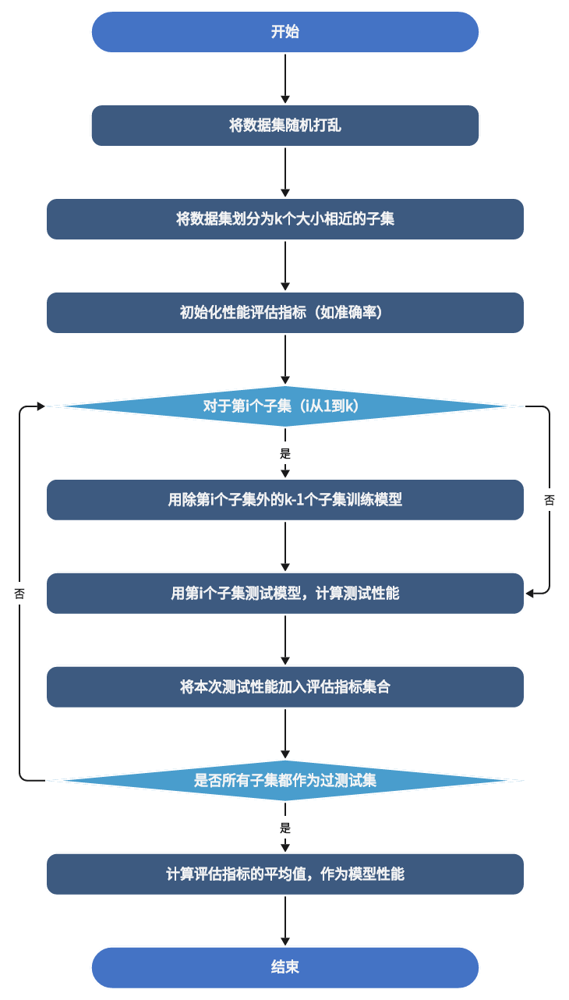 开始
将数据集随机打乱
将数据集划分为k个大小相近的子集
初始化性能评估指标（如准确率）
对于第i个子集（i从1到k）
是
用除第i个子集外的k-1个子集训练模型
否
用第i个子集测试模型，计算测试性能
否
将本次测试性能加入评估指标集合
是否所有子集都作为过测试集
是
计算评估指标的平均值，作为模型性能
结束